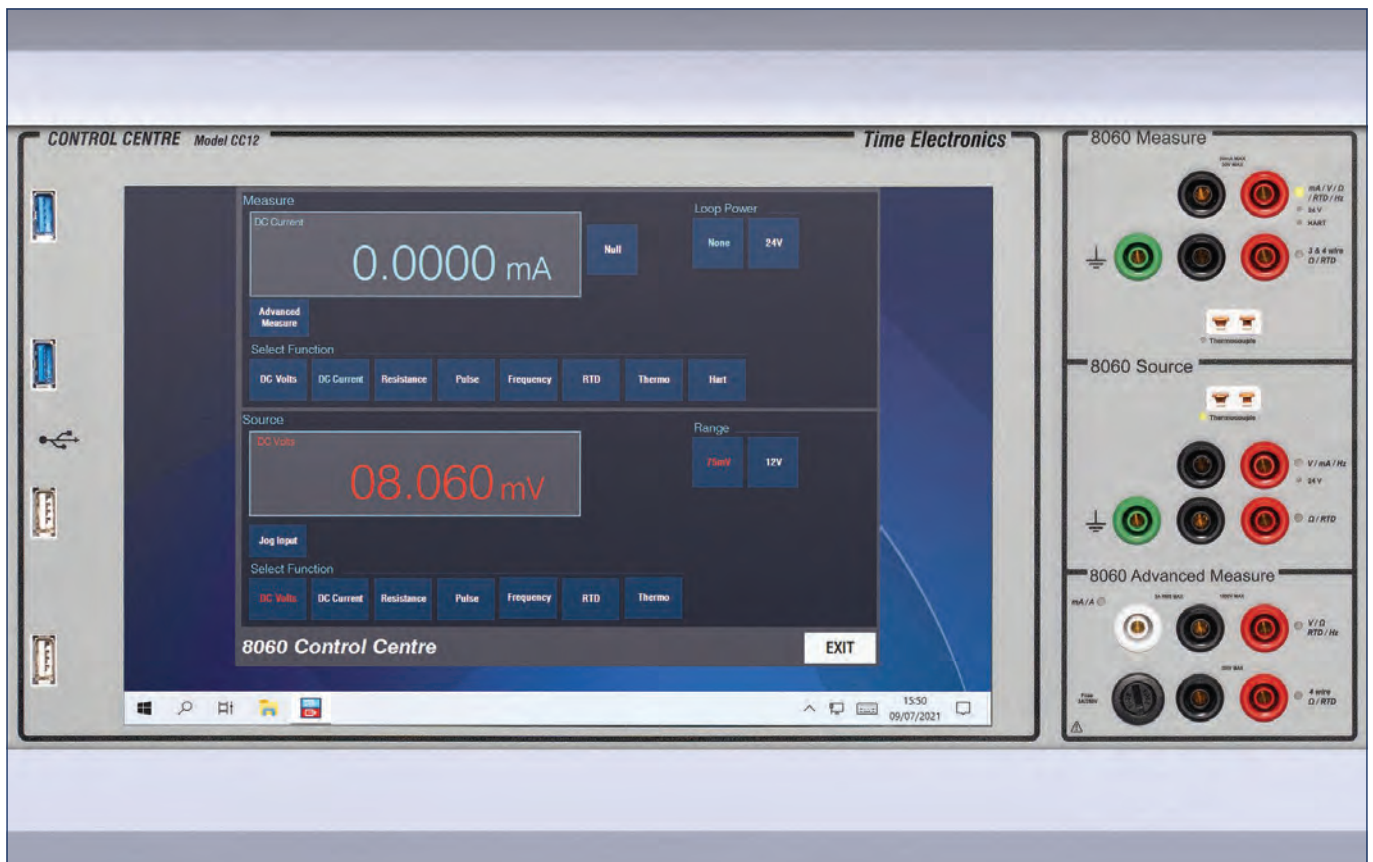 CONTROL CENTRE Model CC12
Time Electronics
Measure
DC Current
0.0000 mA
Null
Loop Power
None 24V
Advanced
Measure
Select Function
DC Volts DC Current Resistance Pulse Frequency RTD Thermo Hart
Source
DC Volts
08.060 mV
Range
75mV 12V
Jog Input
Select Function
DC Volts DC Current Resistance Pulse Frequency RTD Thermo
8060 Control Centre
EXIT
15:50
09/07/2021
8060 Measure
mA / V / Ω
/ RTD / Hz
24 V
HART
3 & 4 wire
Ω / RTD
Thermocouple
8060 Source
Thermocouple
V / mA / Hz
24 V
Ω / RTD
8060 Advanced Measure
mA / A
V / Ω
RTD / Hz
4 wire
Ω / RTD
Fuse